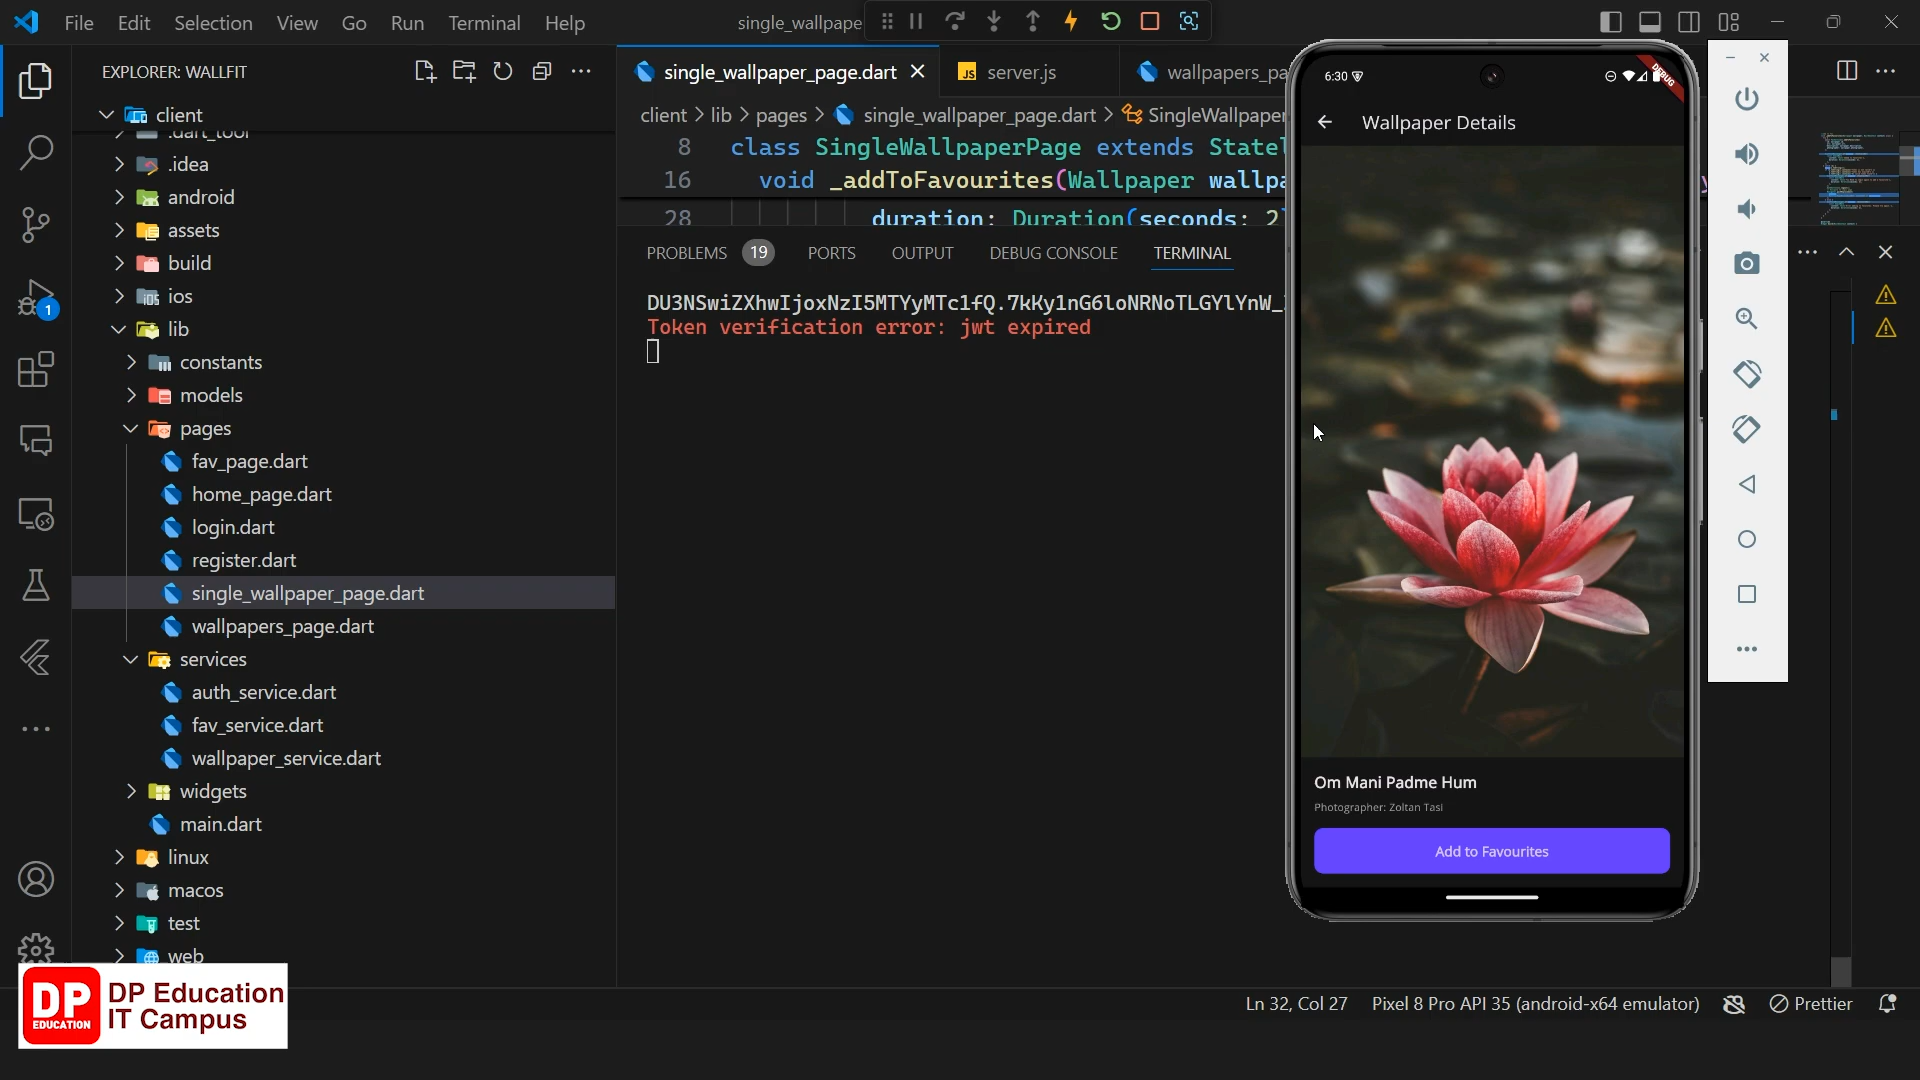 File Edit Selection View Go Run Terminal Help
single_wallpape
EXPLORER: WALLFIT
client
.dart_tool
.idea
android
assets
build
ios
lib
constants
models
pages
fav_page.dart
home_page.dart
login.dart
register.dart
single_wallpaper_page.dart
wallpapers_page.dart
services
auth_service.dart
fav_service.dart
wallpaper_service.dart
widgets
main.dart
linux
macos
test
web
1
single_wallpaper_page.dart
JS server.js
wallpapers_pa
client > lib > pages > single_wallpaper_page.dart > SingleWallpaper
8 class SingleWallpaperPage extends Statel
16 void _addToFavourites(Wallpaper wallpa
28 duration: Duration(seconds: 2)
PROBLEMS 19 PORTS OUTPUT DEBUG CONSOLE TERMINAL
DU3NSwiZXhwIjoxNzI5MTYyMTc1fQ.7kKy1nG6loNRNoTLGYlYnW_
Token verification error: jwt expired
6:30
DEBUG
Wallpaper Details
Om Mani Padme Hum
Photographer: Zoltan Tasi
Add to Favourites
DP EDUCATION
DP Education
IT Campus
Ln 32, Col 27 Pixel 8 Pro API 35 (android-x64 emulator) Prettier